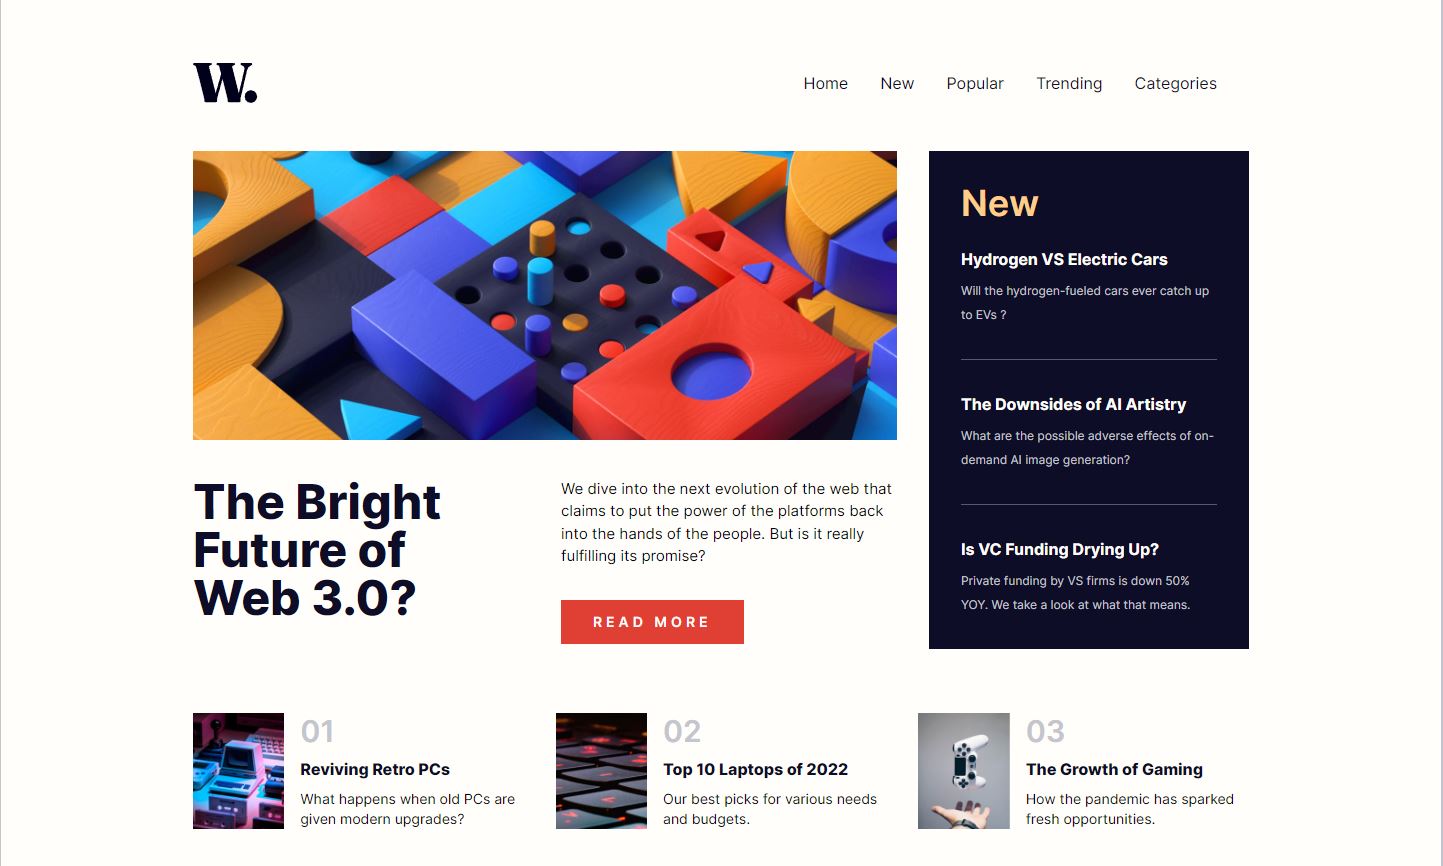 W.
Home New Popular Trending Categories
The Bright
Future of
Web 3.0?
We dive into the next evolution of the web that
claims to put the power of the platforms back
into the hands of the people. But is it really
fulfilling its promise?
READ MORE
New
Hydrogen VS Electric Cars
Will the hydrogen-fueled cars ever catch up
to EVs ?
The Downsides of AI Artistry
What are the possible adverse effects of on-
demand AI image generation?
Is VC Funding Drying Up?
Private funding by VS firms is down 50%
YOY. We take a look at what that means.
01
Reviving Retro PCs
What happens when old PCs are
given modern upgrades?
02
Top 10 Laptops of 2022
Our best picks for various needs
and budgets.
03
The Growth of Gaming
How the pandemic has sparked
fresh opportunities.